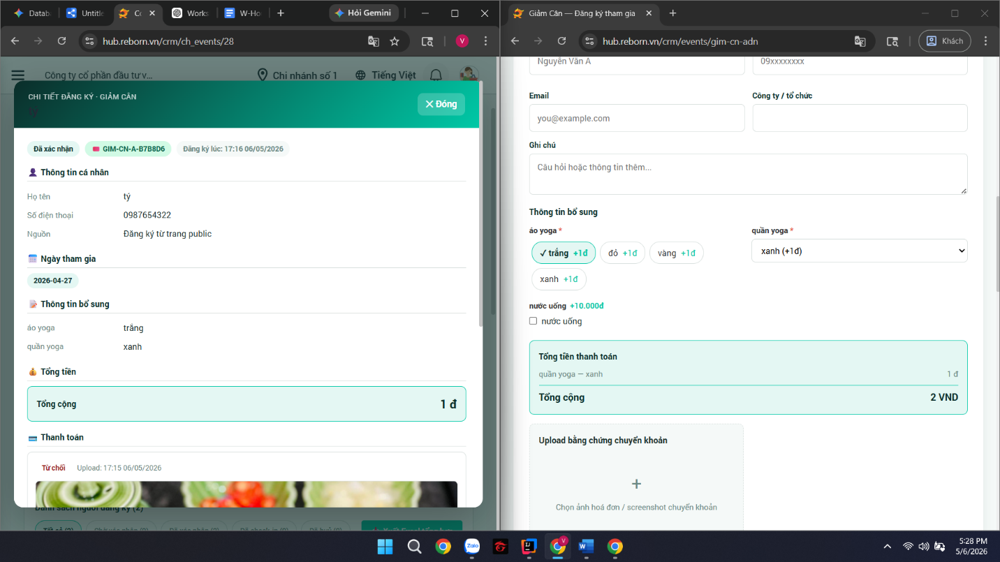 Datab
Untitle
Co
Works
W-Ho
Hỏi Gemini
hub.reborn.vn/crm/ch_events/28
V
Công ty cổ phần đầu tư v...
Chi nhánh số 1
Tiếng Việt
CHI TIẾT ĐĂNG KÝ · GIẢM CÂN
tý
Đóng
Đã xác nhận
GIM-CN-A-B7B8D6
Đăng ký lúc: 17:16 06/05/2026
Thông tin cá nhân
Họ tên
tý
Số điện thoại
0987654322
Nguồn
Đăng ký từ trang public
Ngày tham gia
2026-04-27
Thông tin bổ sung
áo yoga
trắng
quần yoga
xanh
Tổng tiền
Tổng cộng
1 đ
Thanh toán
Từ chối
Upload: 17:15 06/05/2026
Danh sách người đăng ký (2)
Giảm Cân — Đăng ký tham gia
hub.reborn.vn/crm/events/gim-cn-adn
Khách
Nguyễn Văn A
09xxxxxxxx
Email
Công ty / tổ chức
you@example.com
Ghi chú
Câu hỏi hoặc thông tin thêm...
Thông tin bổ sung
áo yoga *
quần yoga *
✓ trắng +1đ
đỏ +1đ
vàng +1đ
xanh (+1đ)
xanh +1đ
nước uống +10.000đ
nước uống
Tổng tiền thanh toán
quần yoga — xanh
1 đ
Tổng cộng
2 VND
Upload bằng chứng chuyển khoản
+
Chọn ảnh hoá đơn / screenshot chuyển khoản
Zalo
V
5:28 PM
5/6/2026